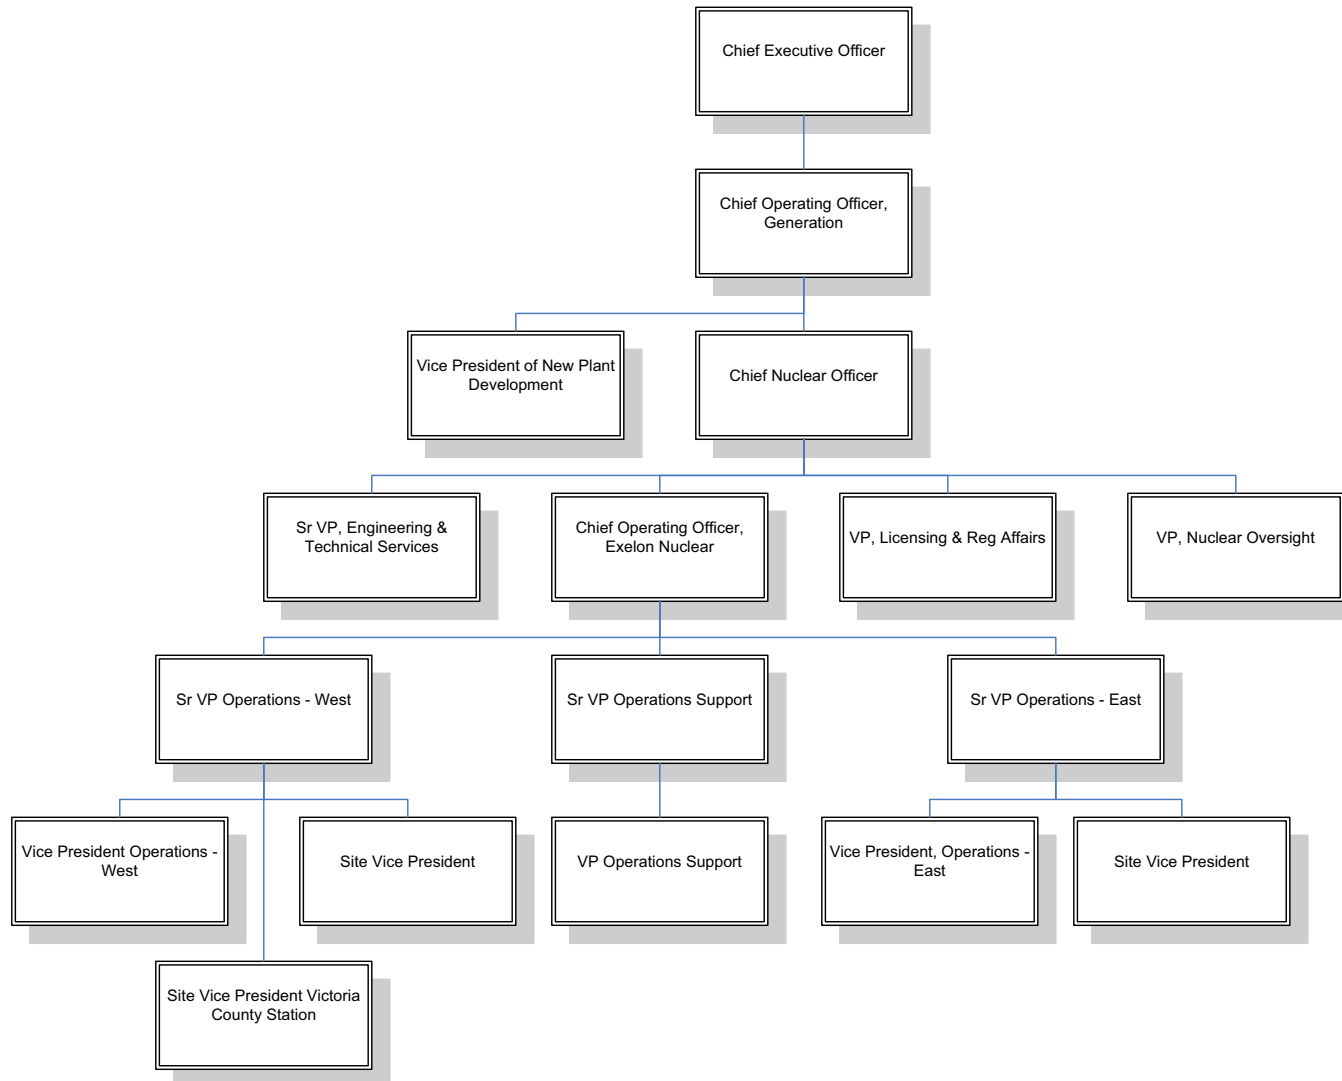 Chief Executive Officer
Chief Operating Officer,
Generation
Vice President of New Plant
Development
Chief Nuclear Officer
Sr VP, Engineering &
Technical Services
Chief Operating Officer,
Exelon Nuclear
VP, Licensing & Reg Affairs
VP, Nuclear Oversight
Sr VP Operations - West
Sr VP Operations Support
Sr VP Operations - East
Vice President Operations -
West
Site Vice President
VP Operations Support
Vice President, Operations -
East
Site Vice President
Site Vice President Victoria
County Station